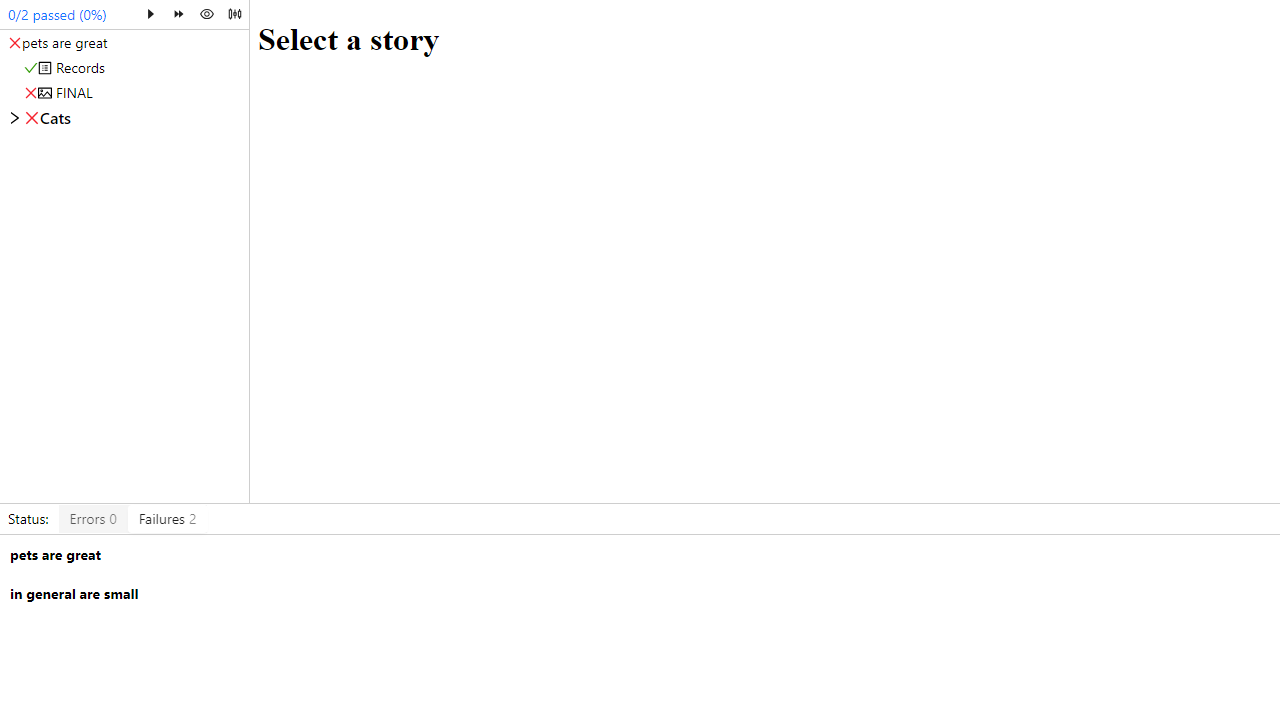 0/2 passed (0%)
Select a story
pets are great
Records
FINAL
Cats
Status: Errors 0 Failures 2
pets are great
in general are small